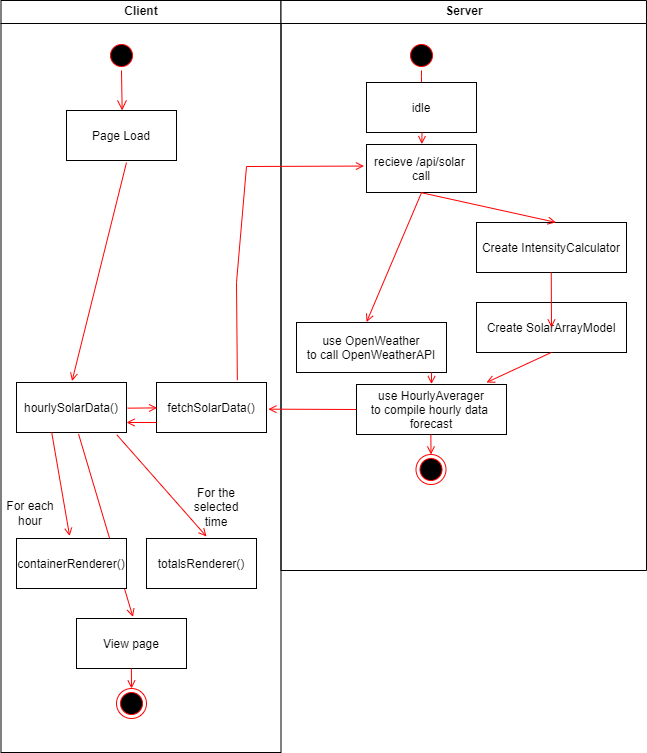 Client
Server
Page Load
idle
recieve /api/solar
call
Create IntensityCalculator
use OpenWeather
to call OpenWeatherAPI
Create SolarArrayModel
hourlySolarData()
fetchSolarData()
use HourlyAverager
to compile hourly data
forecast
For each
hour
For the
selected
time
containerRenderer()
totalsRenderer()
View page